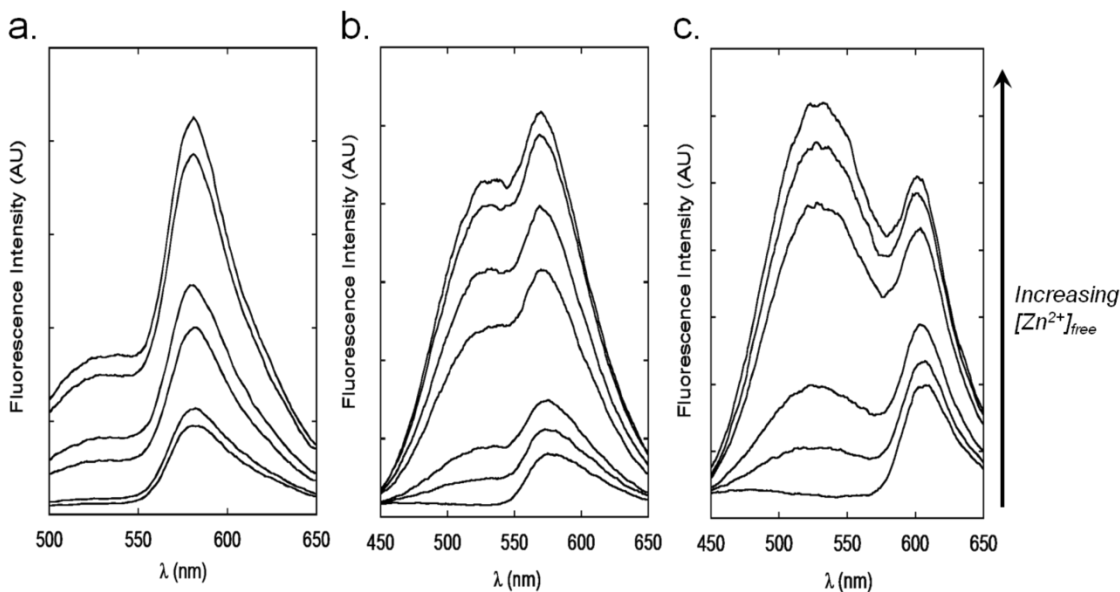 a.
Fluorescence Intensity (AU)
500 550 600 650
λ (nm)
b.
Fluorescence Intensity (AU)
450 500 550 600 650
λ (nm)
c.
Fluorescence Intensity (AU)
450 500 550 600 650
λ (nm)
Increasing
[Zn²⁺]free